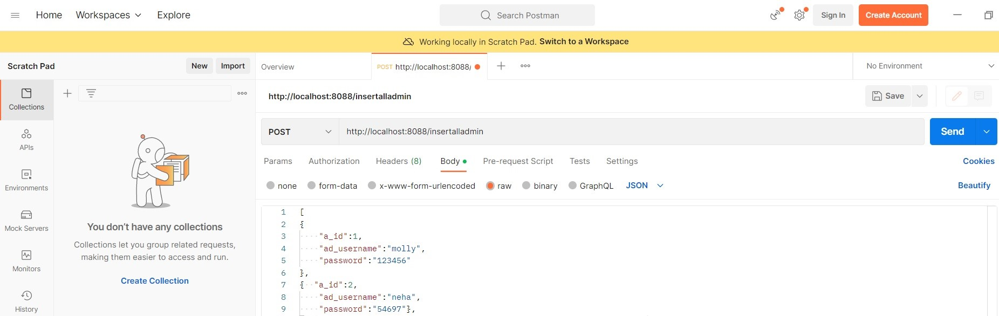 Home Workspaces Explore Search Postman Sign In Create Account
Working locally in Scratch Pad. Switch to a Workspace
Scratch Pad New Import Overview POST http://localhost:8088/ No Environment
Collections
http://localhost:8088/insertalladmin Save
APIs
POST http://localhost:8088/insertalladmin Send
Environments
Params Authorization Headers (8) Body Pre-request Script Tests Settings Cookies
none form-data x-www-form-urlencoded raw binary GraphQL JSON Beautify
Mock Servers
Monitors
History
You don't have any collections
Collections let you group related requests,
making them easier to access and run.
Create Collection
1 [
2 {
3 "a_id":1,
4 "ad_username":"molly",
5 "password":"123456"
6 },
7 { "a_id":2,
8 "ad_username":"neha",
9 "password":"54697"},